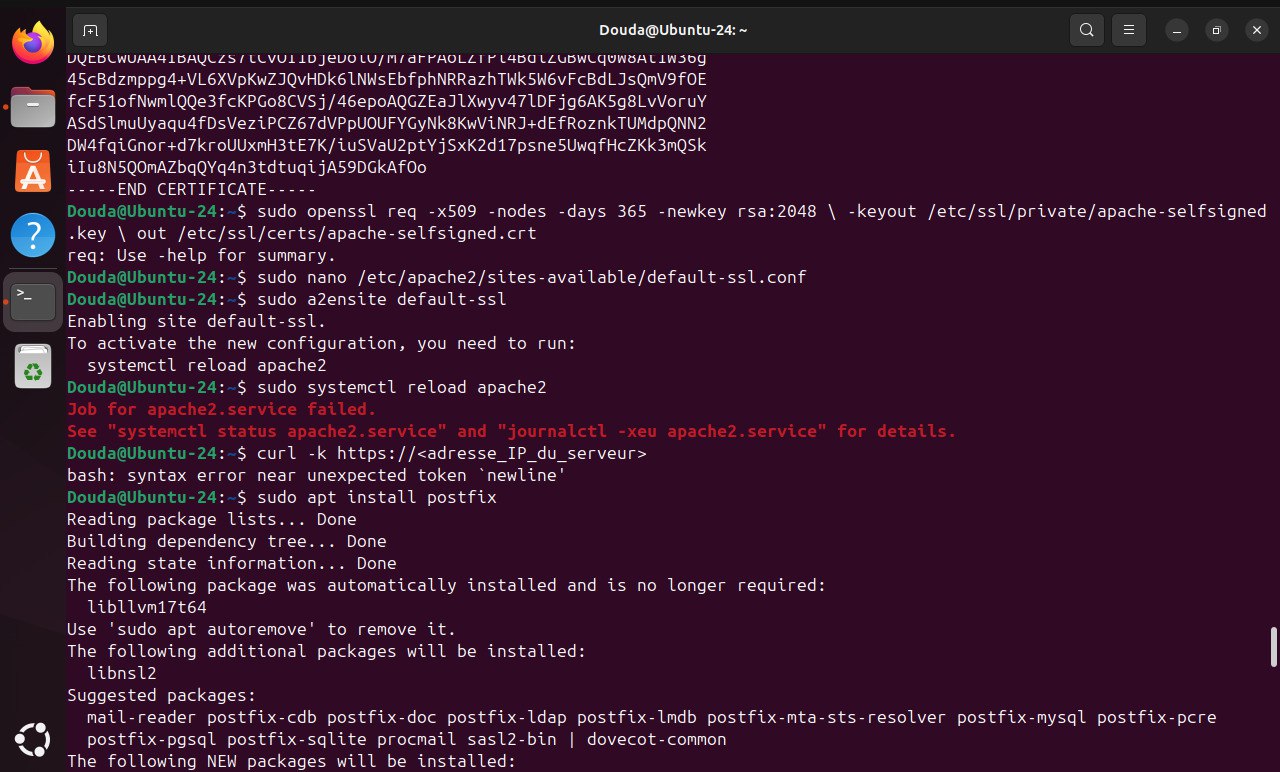 Douda@Ubuntu-24: ~
45cBdzmppg4+VL6XVpKwZJQvHDk6lNWsEbfphNRRazhTWk5W6vFcBdLJsQmV9fOE
fcF51ofNwmlQQe3fcKPGo8CVSj/46epoAQGZEaJlXwyv47lDFjg6AK5g8LvVoruY
ASdSlmuUyaqu4fDsVeziPCZ67dVPpUOUFYGyNk8KwViNRJ+dEfRoznkTUMdpQNN2
DW4fqiGnor+d7kroUUxmH3tE7K/iuSVaU2ptYjSxK2d17psne5UwqfHcZKk3mQSk
iIu8N5QOmAZbqQYq4n3tdtuqijA59DGkAfOo
-----END CERTIFICATE-----
Douda@Ubuntu-24:~$ sudo openssl req -x509 -nodes -days 365 -newkey rsa:2048 \ -keyout /etc/ssl/private/apache-selfsigned
.key \ out /etc/ssl/certs/apache-selfsigned.crt
req: Use -help for summary.
Douda@Ubuntu-24:~$ sudo nano /etc/apache2/sites-available/default-ssl.conf
Douda@Ubuntu-24:~$ sudo a2ensite default-ssl
Enabling site default-ssl.
To activate the new configuration, you need to run:
  systemctl reload apache2
Douda@Ubuntu-24:~$ sudo systemctl reload apache2
Job for apache2.service failed.
See "systemctl status apache2.service" and "journalctl -xeu apache2.service" for details.
Douda@Ubuntu-24:~$ curl -k https://<adresse_IP_du_serveur>
bash: syntax error near unexpected token `newline'
Douda@Ubuntu-24:~$ sudo apt install postfix
Reading package lists... Done
Building dependency tree... Done
Reading state information... Done
The following package was automatically installed and is no longer required:
  libllvm17t64
Use 'sudo apt autoremove' to remove it.
The following additional packages will be installed:
  libnsl2
Suggested packages:
  mail-reader postfix-cdb postfix-doc postfix-ldap postfix-lmdb postfix-mta-sts-resolver postfix-mysql postfix-pcre
  postfix-pgsql postfix-sqlite procmail sasl2-bin | dovecot-common
The following NEW packages will be installed: